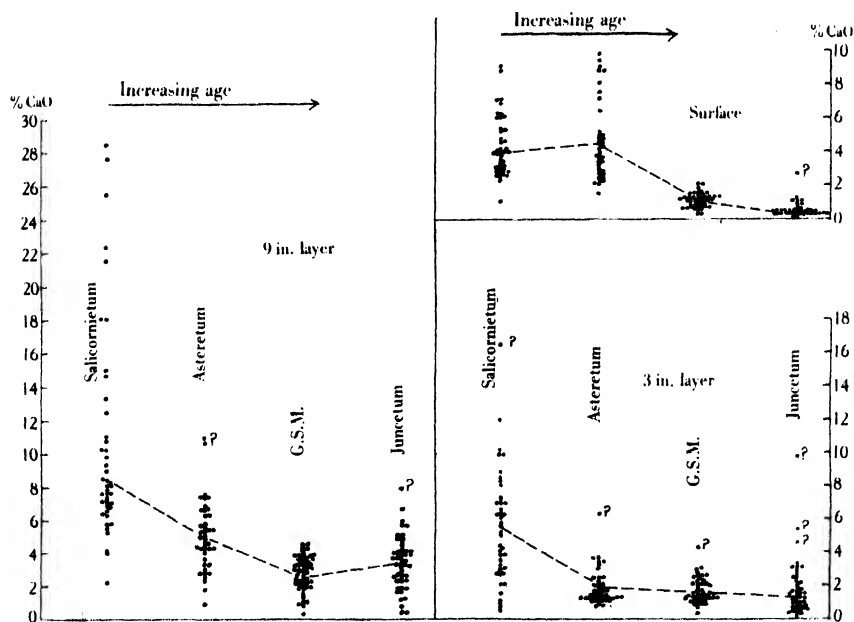 Increasing age
% CaO
30
28
26
24
22
20
18
16
14
12
10
8
6
4
2
0
9 in. layer
Salicornietum
Asteretum
G.S.M.
Juncetum
?
?
Increasing age
% CaO
10
8
6
4
2
0
Surface
?
18
16
14
12
10
8
6
4
2
0
3 in. layer
Salicornietum
Asteretum
G.S.M.
Juncetum
?
?
?
?
?
?